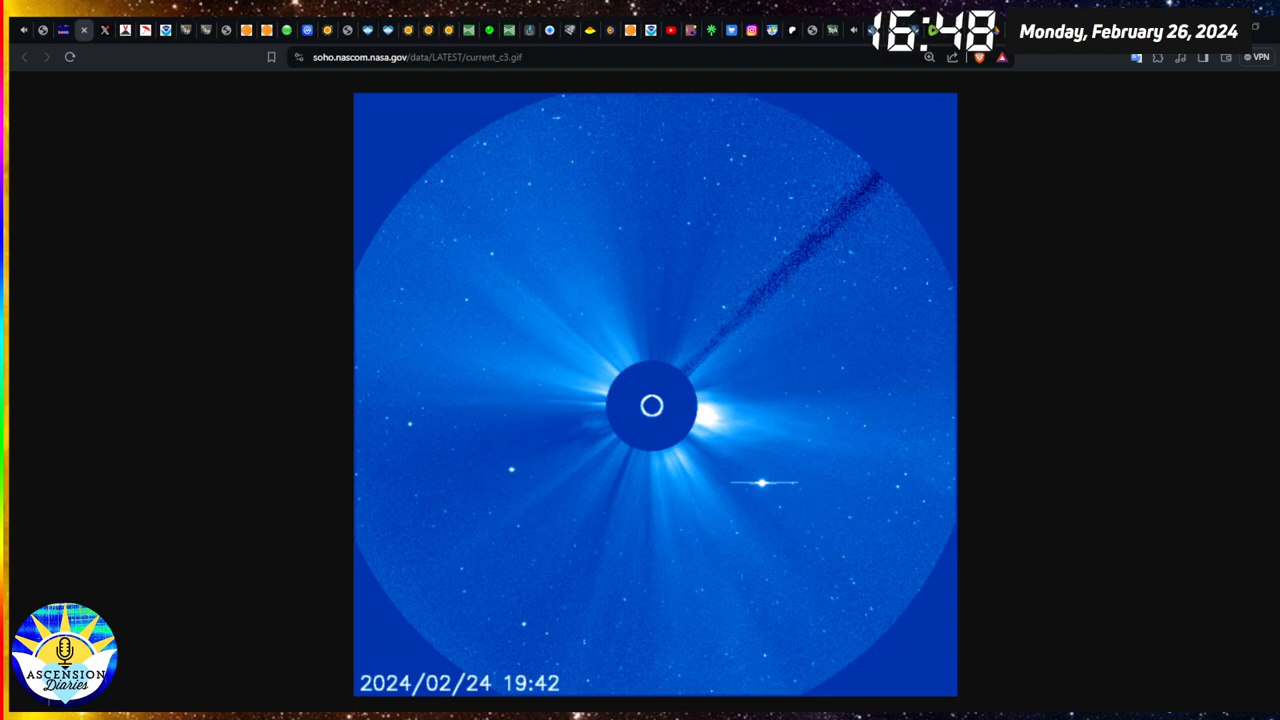 16:48
Monday, February 26, 2024
soho.nascom.nasa.gov/data/LATEST/current_c3.gif
VPN
ASCENSION
Diaries
2024/02/24 19:42